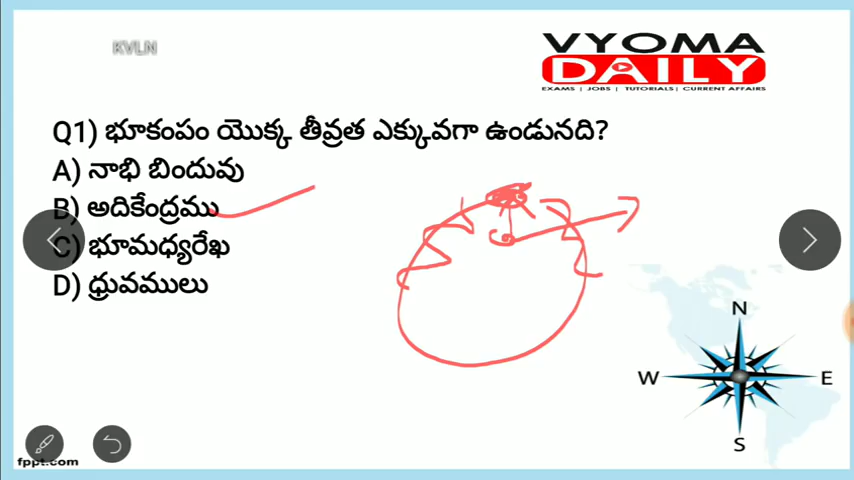 KVLN
VYOMA
DAILY
EXAMS | JOBS | TUTORIALS | CURRENT AFFAIRS
Q1) భూకంపం యొక్క తీవ్రత ఎక్కువగా ఉండునది?
A) నాభి బిందువు
B) అదికేంద్రము
C) భూమధ్యరేఖ
D) ధ్రువములు
N
W E
S
fppt.com